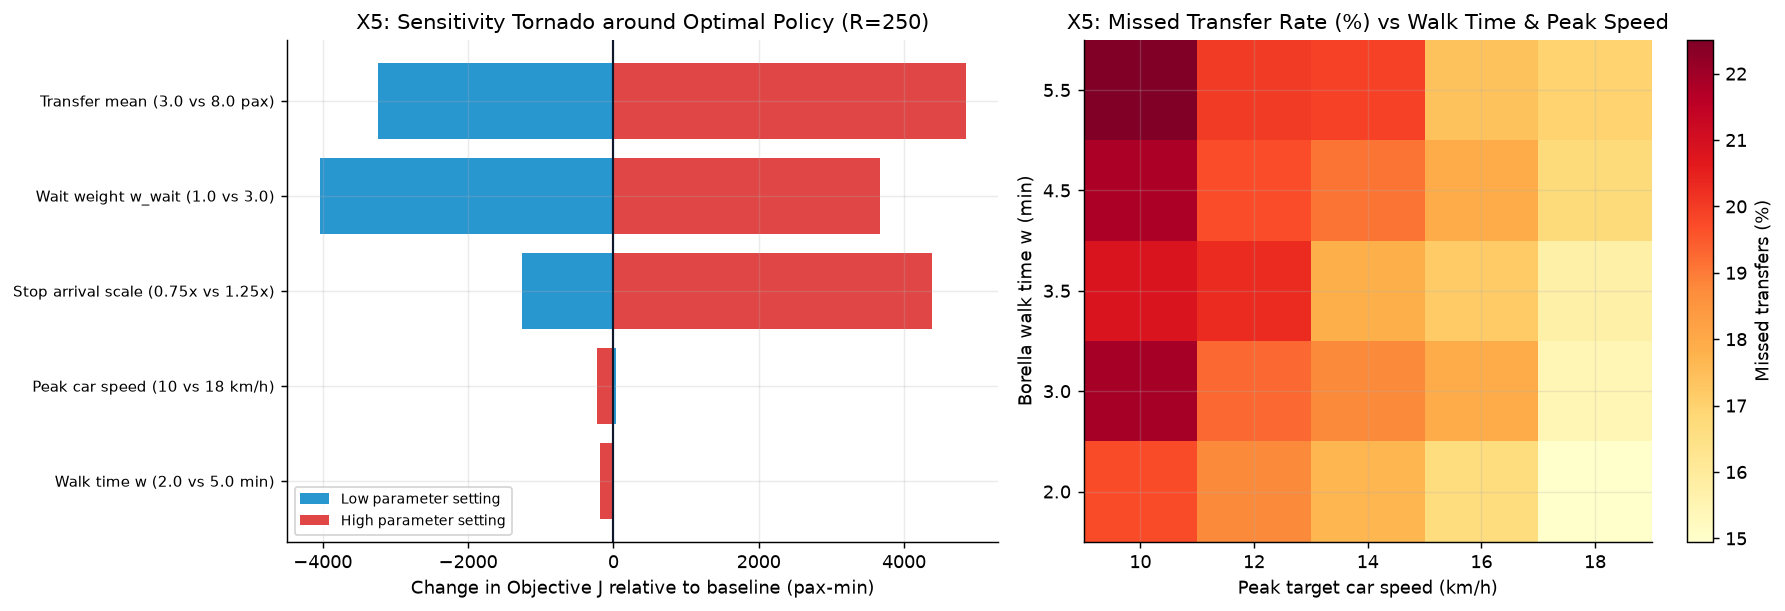 X5: Sensitivity Tornado around Optimal Policy (R=250)
Transfer mean (3.0 vs 8.0 pax)
Wait weight w_wait (1.0 vs 3.0)
Stop arrival scale (0.75x vs 1.25x)
Peak car speed (10 vs 18 km/h)
Walk time w (2.0 vs 5.0 min)
Low parameter setting
High parameter setting
−4000 −2000 0 2000 4000
Change in Objective J relative to baseline (pax-min)
X5: Missed Transfer Rate (%) vs Walk Time & Peak Speed
Borella walk time w (min)
5.5
4.5
3.5
3.0
2.0
10 12 14 16 18
Peak target car speed (km/h)
22
21
20
19
18
17
16
15
Missed transfers (%)